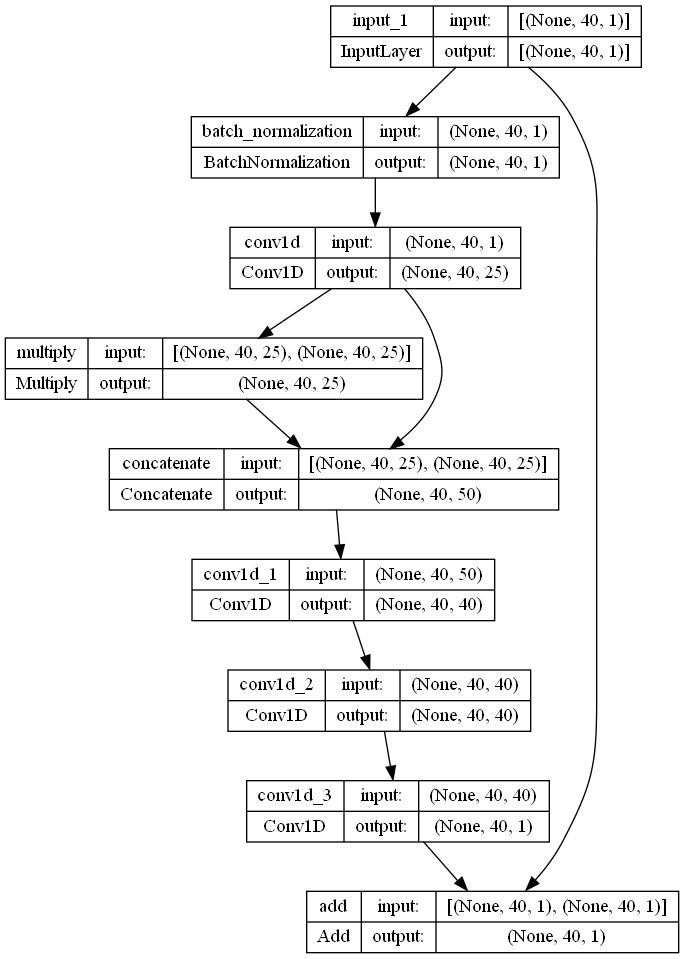 input_1 input: [(None, 40, 1)]
InputLayer output: [(None, 40, 1)]
batch_normalization input: (None, 40, 1)
BatchNormalization output: (None, 40, 1)
conv1d input: (None, 40, 1)
Conv1D output: (None, 40, 25)
multiply input: [(None, 40, 25), (None, 40, 25)]
Multiply output: (None, 40, 25)
concatenate input: [(None, 40, 25), (None, 40, 25)]
Concatenate output: (None, 40, 50)
conv1d_1 input: (None, 40, 50)
Conv1D output: (None, 40, 40)
conv1d_2 input: (None, 40, 40)
Conv1D output: (None, 40, 40)
conv1d_3 input: (None, 40, 40)
Conv1D output: (None, 40, 1)
add input: [(None, 40, 1), (None, 40, 1)]
Add output: (None, 40, 1)